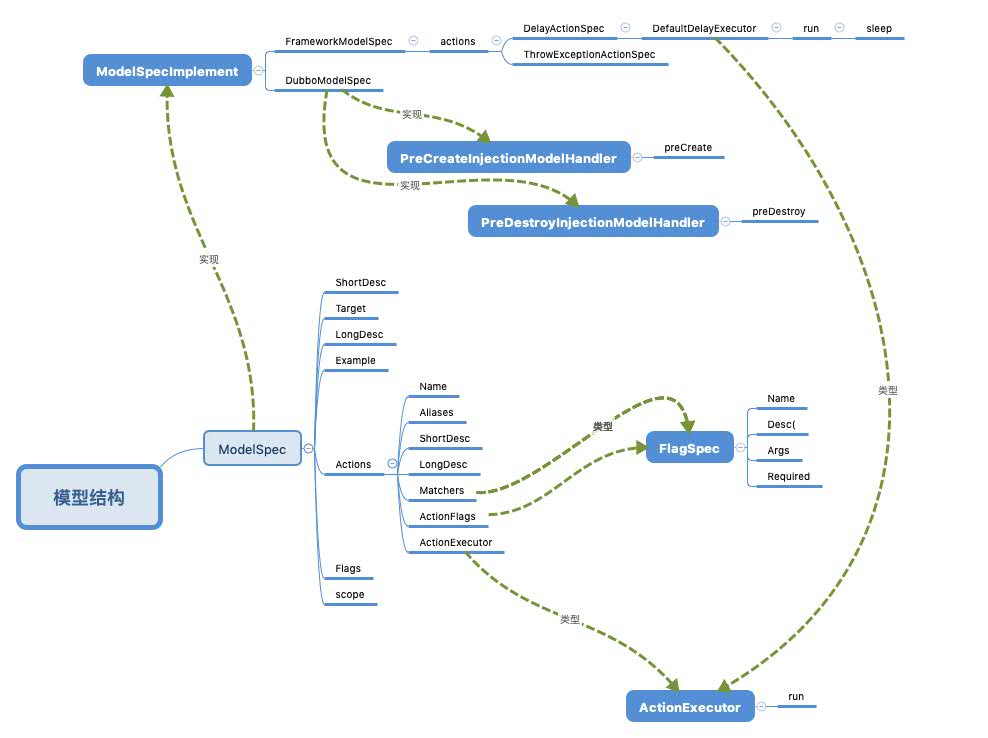 ModelSpecImplement
FrameworkModelSpec
actions
DelayActionSpec
DefaultDelayExecutor
run
sleep
ThrowExceptionActionSpec
DubboModelSpec
实现
PreCreateInjectionModelHandler
preCreate
实现
PreDestroyInjectionModelHandler
preDestroy
实现
模型结构
ModelSpec
ShortDesc
Target
LongDesc
Example
Actions
Name
Aliases
ShortDesc
LongDesc
Matchers
ActionFlags
ActionExecutor
Flags
scope
类型
FlagSpec
Name
Desc(
Args
Required
类型
类型
ActionExecutor
run